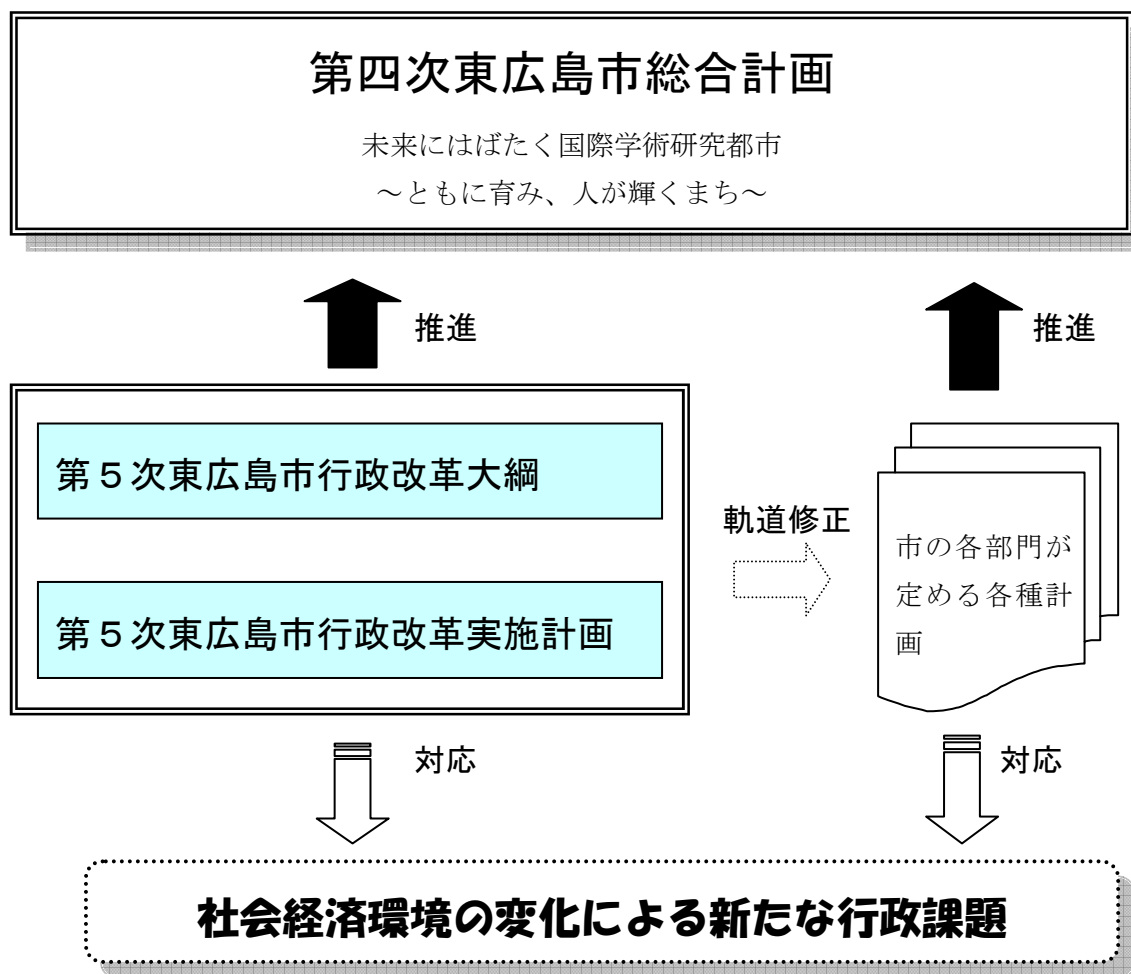 第四次東広島市総合計画
未来にはばたく国際学術研究都市
~ともに育み、人が輝くまち~
推進
推進
第5次東広島市行政改革大綱
第5次東広島市行政改革実施計画
軌道修正
市の各部門が
定める各種計
画
対応
対応
社会経済環境の変化による新たな行政課題